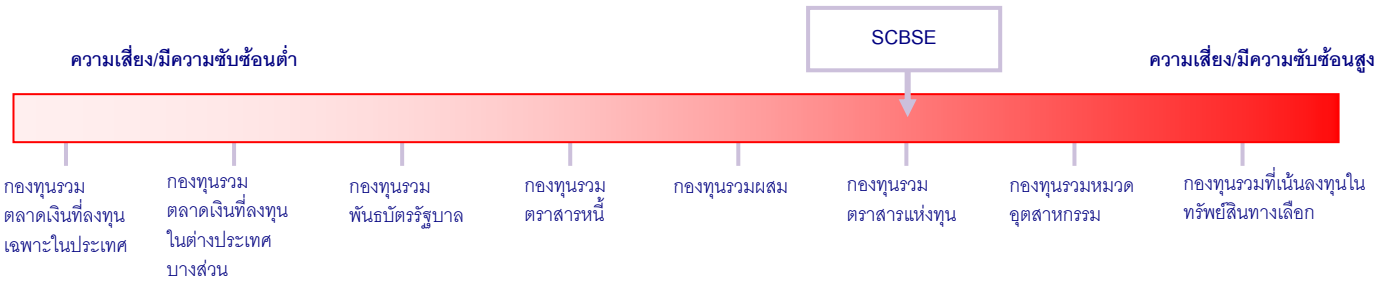 SCBSE
ความเสี่ยง/มีความซับซ้อนต่ำ
ความเสี่ยง/มีความซับซ้อนสูง
กองทุนรวม
ตลาดเงินที่ลงทุน
เฉพาะในประเทศ
กองทุนรวม
ตลาดเงินที่ลงทุน
ในต่างประเทศ
บางส่วน
กองทุนรวม
พันธบัตรรัฐบาล
กองทุนรวม
ตราสารหนี้
กองทุนรวมผสม
กองทุนรวม
ตราสารแห่งทุน
กองทุนรวมหมวด
อุตสาหกรรม
กองทุนรวมที่เน้นลงทุนใน
ทรัพย์สินทางเลือก